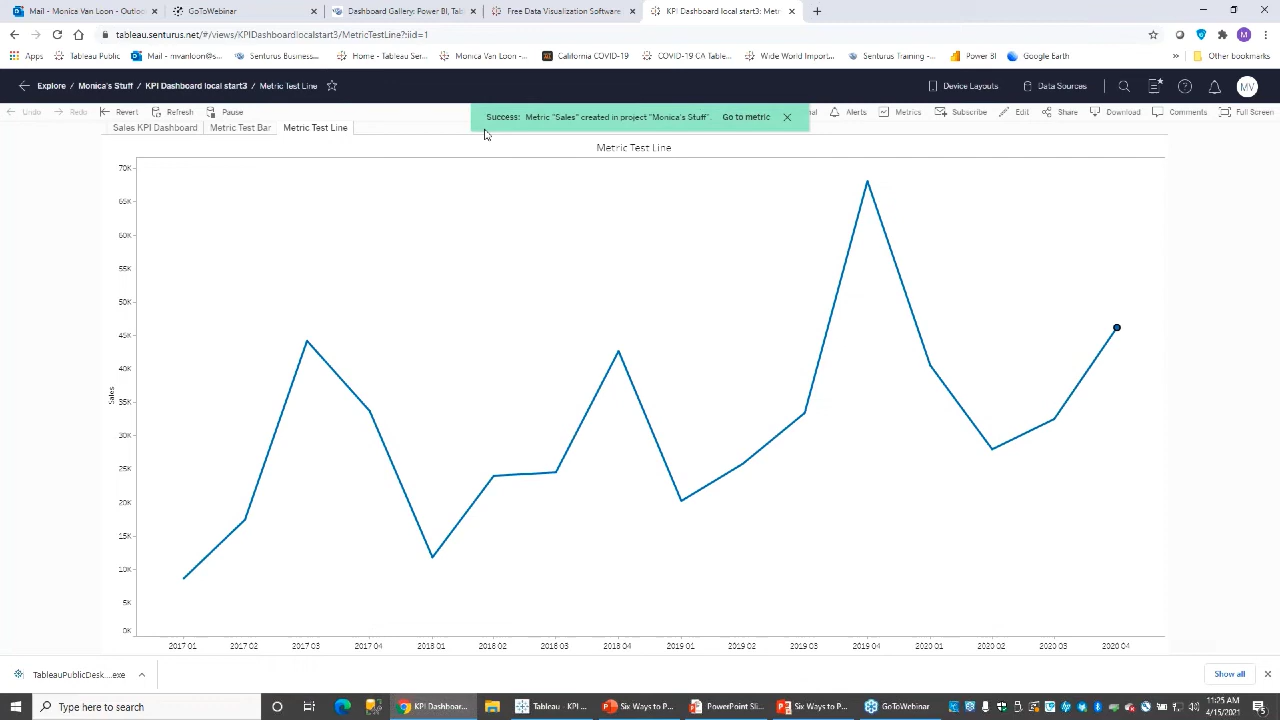 Mail - Monica Van Loon - Outloo
GoToWebinar
Dashboard Gallery: Power BI, Tab
Free Data Visualization Software
KPI Dashboard local start3: Metr
tableau.senturus.net/#/views/KPIDashboardlocalstart3/MetricTestLine?:iid=1
M
Apps
Tableau Public
Mail - mvanloon@s...
Senturus Business...
Home - Tableau Ser...
Monica Van Loon -...
California COVID-19
COVID-19 CA Table...
Wide World Import...
Senturus Training -...
Power BI
Google Earth
»
Other bookmarks
Explore / Monica's Stuff / KPI Dashboard local start3 / Metric Test Line
Device Layouts
Data Sources
MV
Undo
Redo
Revert
Refresh
Pause
Success: Metric "Sales" created in project "Monica's Stuff".
Go to metric
Alerts
Metrics
Subscribe
Edit
Share
Download
Comments
Full Screen
Sales KPI Dashboard
Metric Test Bar
Metric Test Line
Metric Test Line
70K
65K
60K
55K
50K
45K
40K
35K
30K
25K
20K
15K
10K
5K
0K
Sales
2017 Q1
2017 Q2
2017 Q3
2017 Q4
2018 Q1
2018 Q2
2018 Q3
2018 Q4
2019 Q1
2019 Q2
2019 Q3
2019 Q4
2020 Q1
2020 Q2
2020 Q3
2020 Q4
TableauPublicDesk....exe
Show all
Type here to search
KPI Dashboar...
Tableau - KPI ...
Six Ways to P...
PowerPoint Sli...
Six Ways to P...
GoToWebinar
11:25 AM
4/15/2021